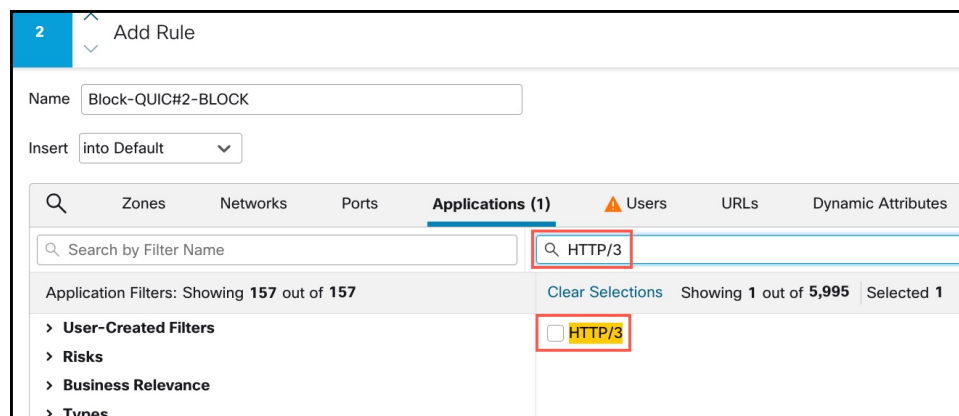 2 Add Rule
Name Block-QUIC#2-BLOCK
Insert into Default
Zones Networks Ports Applications (1) Users URLs Dynamic Attributes
Search by Filter Name HTTP/3
Application Filters: Showing 157 out of 157 Clear Selections Showing 1 out of 5,995 Selected 1
User-Created Filters HTTP/3
Risks
Business Relevance
Types